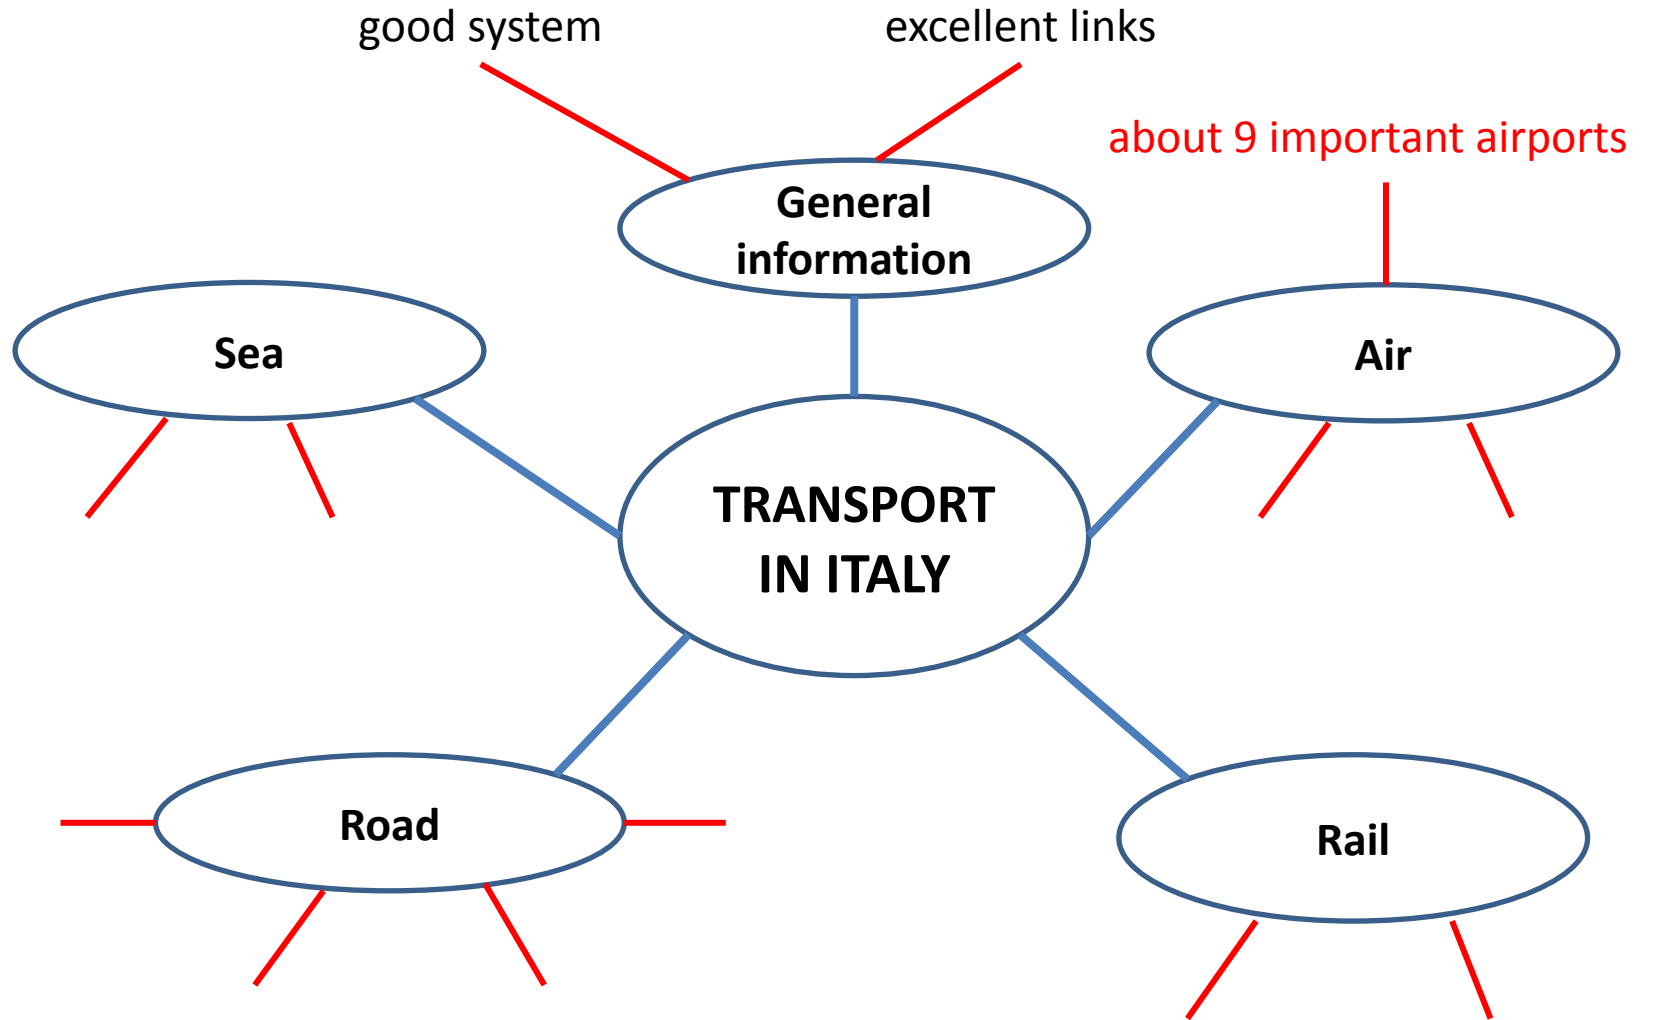 good system
excellent links
about 9 important airports
General
information
Sea
Air
TRANSPORT
IN ITALY
Road
Rail